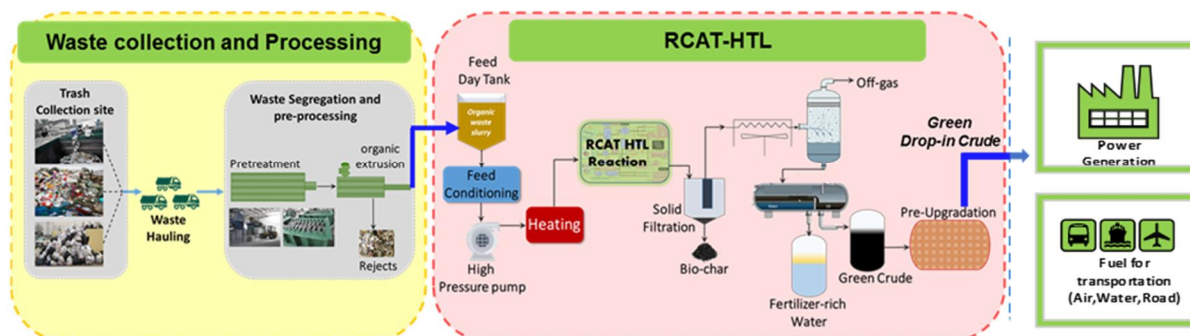 Waste collection and Processing
Trash
Collection site
Waste
Hauling
Waste Segregation and
pre-processing
Pretreatment
organic
extrusion
Rejects
RCAT-HTL
Feed
Day Tank
Organic
waste
slurry
Feed
Conditioning
High
Pressure pump
Heating
RCAT HTL
Reaction
Solid
Filtration
Bio-char
Off-gas
Fertilizer-rich
Water
Green Crude
Green
Drop-in Crude
Pre-Upgradation
Power
Generation
Fuel for
transportation
(Air,Water,Road)